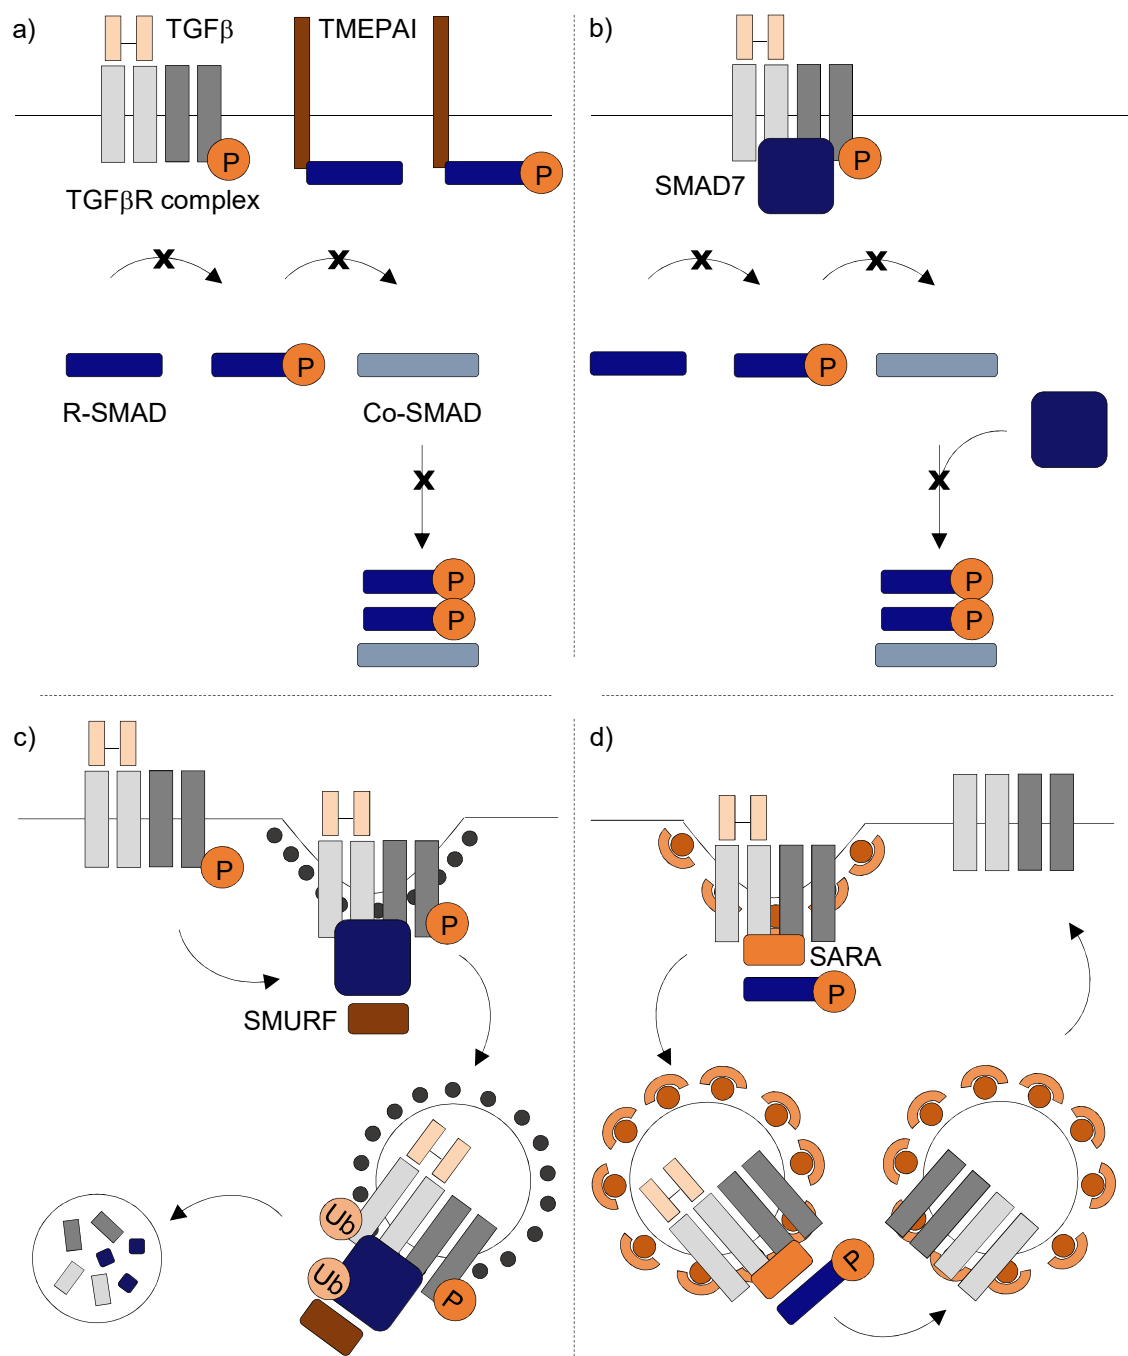 a)
TGFβ
TMEPAI
P
P
TGFβR complex
X
X
P
R-SMAD
Co-SMAD
X
P
P
b)
P
SMAD7
X
X
P
X
P
P
c)
P
P
SMURF
Ub
Ub
P
d)
SARA
P
P